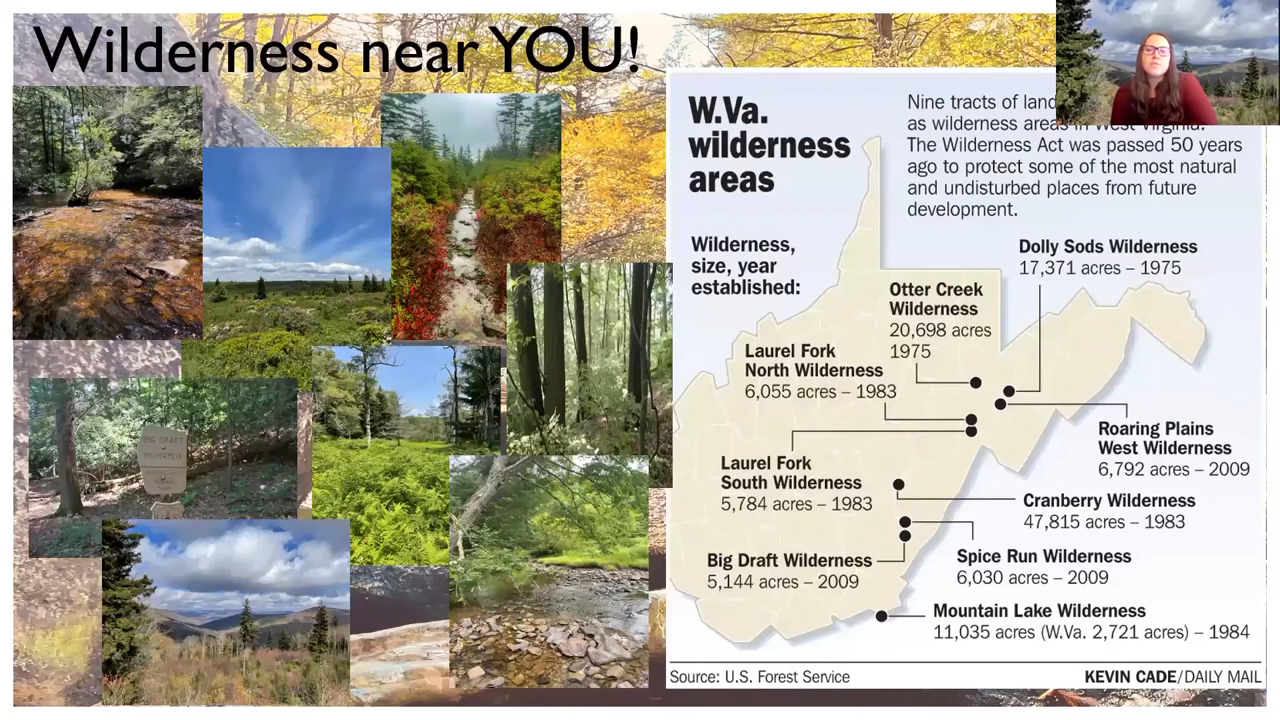 Wilderness near YOU!
W.Va.
wilderness
areas
Nine tracts of land
as wilderness areas in West Virginia.
The Wilderness Act was passed 50 years
ago to protect some of the most natural
and undisturbed places from future
development.
Wilderness,
size, year
established:
Dolly Sods Wilderness
17,371 acres – 1975
Otter Creek
Wilderness
20,698 acres
1975
Laurel Fork
North Wilderness
6,055 acres – 1983
Roaring Plains
West Wilderness
6,792 acres – 2009
Laurel Fork
South Wilderness
5,784 acres – 1983
Cranberry Wilderness
47,815 acres – 1983
Big Draft Wilderness
5,144 acres – 2009
Spice Run Wilderness
6,030 acres – 2009
Mountain Lake Wilderness
11,035 acres (W.Va. 2,721 acres) – 1984
Source: U.S. Forest Service
KEVIN CADE/DAILY MAIL
BIG DRAFT
WILDERNESS